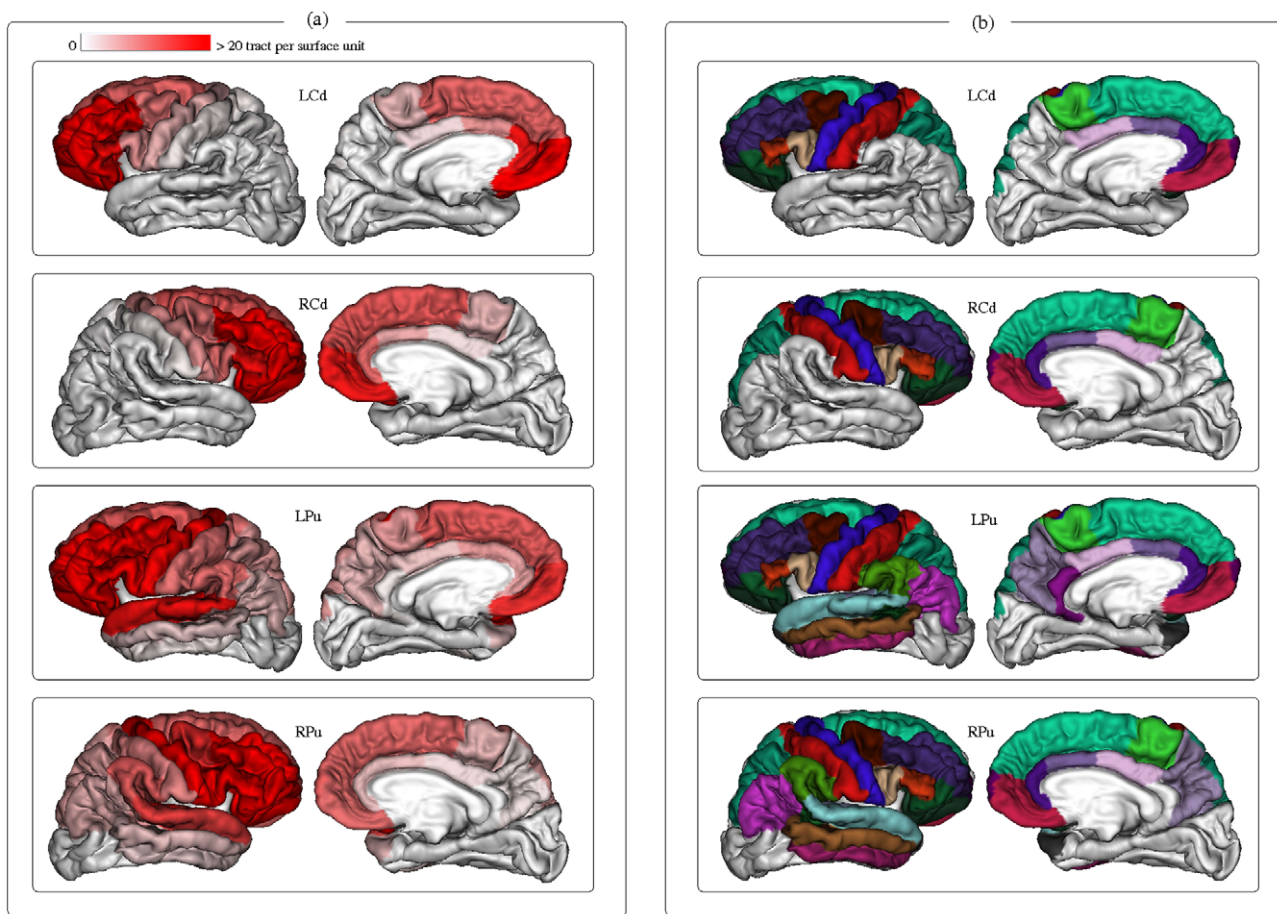 (a)
0 > 20 tract per surface unit
LCd
RCd
LPu
RPu
(b)
LCd
RCd
LPu
RPu